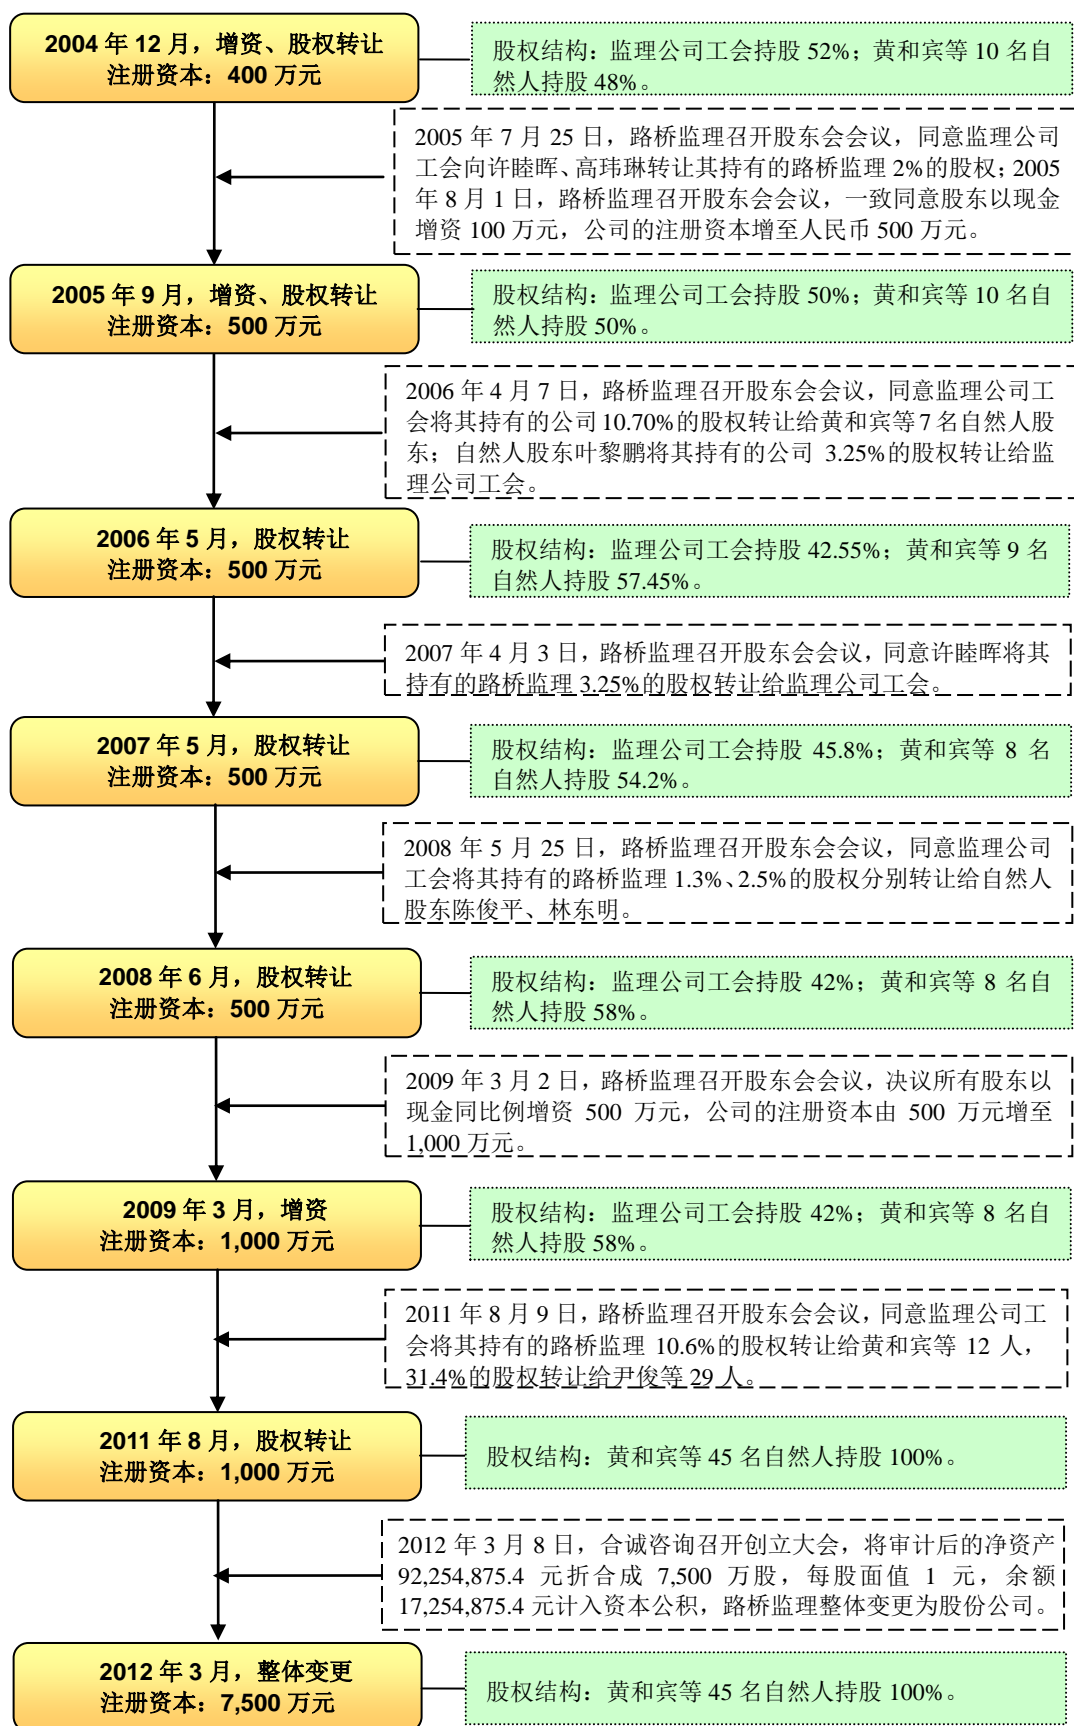 2004 年 12 月，增资、股权转让
注册资本：400 万元
股权结构：监理公司工会持股 52%；黄和宾等 10 名自
然人持股 48%。
2005 年 7 月 25 日，路桥监理召开股东会会议，同意监理公司
工会向许睦晖、高玮琳转让其持有的路桥监理 2%的股权；2005
年 8 月 1 日，路桥监理召开股东会会议，一致同意股东以现金
增资 100 万元，公司的注册资本增至人民币 500 万元。
2005 年 9 月，增资、股权转让
注册资本：500 万元
股权结构：监理公司工会持股 50%；黄和宾等 10 名自
然人持股 50%。
2006 年 4 月 7 日，路桥监理召开股东会会议，同意监理公司工
会将其持有的公司 10.70%的股权转让给黄和宾等 7 名自然人股
东；自然人股东叶黎鹏将其持有的公司 3.25%的股权转让给监
理公司工会。
2006 年 5 月，股权转让
注册资本：500 万元
股权结构：监理公司工会持股 42.55%；黄和宾等 9 名
自然人持股 57.45%。
2007 年 4 月 3 日，路桥监理召开股东会会议，同意许睦晖将其
持有的路桥监理 3.25%的股权转让给监理公司工会。
2007 年 5 月，股权转让
注册资本：500 万元
股权结构：监理公司工会持股 45.8%；黄和宾等 8 名
自然人持股 54.2%。
2008 年 5 月 25 日，路桥监理召开股东会会议，同意监理公司
工会将其持有的路桥监理 1.3%、2.5%的股权分别转让给自然人
股东陈俊平、林东明。
2008 年 6 月，股权转让
注册资本：500 万元
股权结构：监理公司工会持股 42%；黄和宾等 8 名自
然人持股 58%。
2009 年 3 月 2 日，路桥监理召开股东会会议，决议所有股东以
现金同比例增资 500 万元，公司的注册资本由 500 万元增至
1,000 万元。
2009 年 3 月，增资
注册资本：1,000 万元
股权结构：监理公司工会持股 42%；黄和宾等 8 名自
然人持股 58%。
2011 年 8 月 9 日，路桥监理召开股东会会议，同意监理公司工
会将其持有的路桥监理 10.6%的股权转让给黄和宾等 12 人，
31.4%的股权转让给尹俊等 29 人。
2011 年 8 月，股权转让
注册资本：1,000 万元
股权结构：黄和宾等 45 名自然人持股 100%。
2012 年 3 月 8 日，合诚咨询召开创立大会，将审计后的净资产
92,254,875.4 元折合成 7,500 万股，每股面值 1 元，余额
17,254,875.4 元计入资本公积，路桥监理整体变更为股份公司。
2012 年 3 月，整体变更
注册资本：7,500 万元
股权结构：黄和宾等 45 名自然人持股 100%。